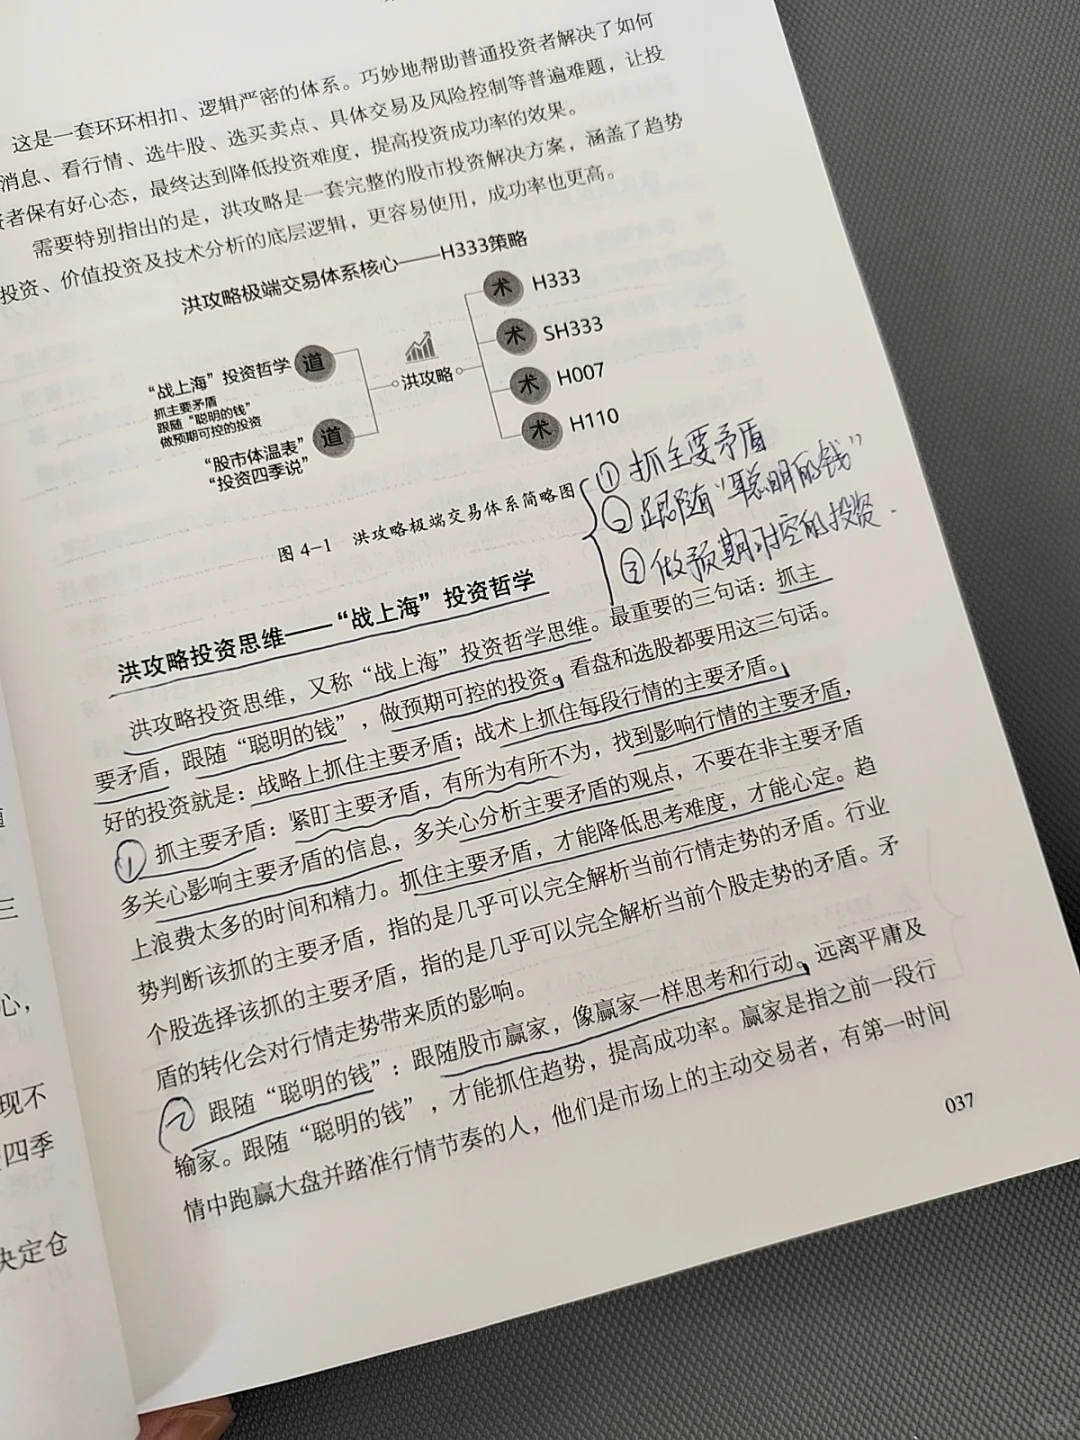 这是一套环环相扣、逻辑严密的体系。巧妙地帮助普通投资者解决了如何
消息、看行情、选牛股、选买卖点、具体交易及风险控制等普遍难题，让投
者保有好心态，最终达到降低投资难度，提高投资成功率的效果。
需要特别指出的是，洪攻略是一套完整的股市投资解决方案，涵盖了趋势
投资、价值投资及技术分析的底层逻辑，更容易使用，成功率也更高。
洪攻略极端交易体系核心——H333策略
“战上海”投资哲学 道
抓主要矛盾
跟随“聪明的钱”
做预期可控的投资
“股市体温表”
“投资四季说”
道
洪攻略
术 H333
术 SH333
术 H007
术 H110
图 4-1 洪攻略极端交易体系简略图
① 抓主要矛盾
② 跟随“聪明的钱”
③ 做预期可控的投资.
洪攻略投资思维——“战上海”投资哲学
洪攻略投资思维，又称“战上海”投资哲学思维。最重要的三句话：抓主
要矛盾，跟随“聪明的钱”，做预期可控的投资。看盘和选股都要用这三句话。
好的投资就是：战略上抓住主要矛盾；战术上抓住每段行情的主要矛盾。
① 抓主要矛盾：紧盯主要矛盾，有所为有所不为，找到影响行情的主要矛盾，
多关心影响主要矛盾的信息，多关心分析主要矛盾的观点，不要在非主要矛盾
上浪费太多的时间和精力。抓住主要矛盾，才能降低思考难度，才能心定。趋
势判断该抓的主要矛盾，指的是几乎可以完全解析当前行情走势的矛盾。行业
个股选择该抓的主要矛盾，指的是几乎可以完全解析当前个股走势的矛盾。矛
盾的转化会对行情走势带来质的影响。
② 跟随“聪明的钱”：跟随股市赢家，像赢家一样思考和行动。远离平庸及
输家。跟随“聪明的钱”，才能抓住趋势，提高成功率。赢家是指之前一段行
情中跑赢大盘并踏准行情节奏的人，他们是市场上的主动交易者，有第一时间
037
三
心，
现不
四季
决定仓